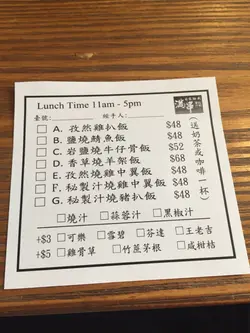 Lunch Time 11am - 5pm
臺號: 經手人:
A. 孜然雞扒飯 $48
B. 鹽燒鯖魚飯 $48
C. 岩鹽燒牛仔骨飯 $52
D. 香草燒羊架飯 $68
E. 孜然燒雞中翼飯 $48
F. 秘製汁燒雞中翼飯 $48
G. 秘製汁燒豬扒飯 $48
(送奶茶或咖啡一杯)
燒汁 蒜蓉汁 黑椒汁
+$3 可樂 雪碧 芬達 王老吉
+$5 雞骨草 竹蔗茅根 咸柑桔